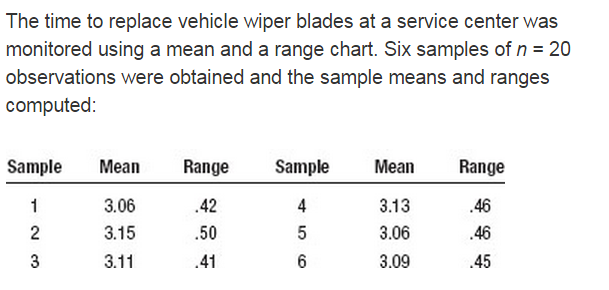 The time to replace vehicle wiper blades at a service center was
monitored using a mean and a range chart. Six samples of n = 20
observations were obtained and the sample means and ranges
computed:
Sample Mean Range Sample Mean Range
1 3.06 .42 4 3.13 .46
2 3.15 .50 5 3.06 .46
3 3.11 .41 6 3.09 .45